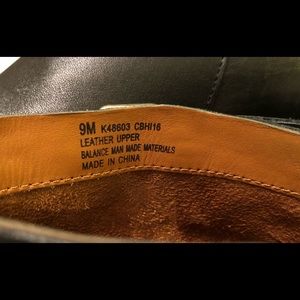 9M K48603 CBHI16
LEATHER UPPER
BALANCE MAN MADE MATERIALS
MADE IN CHINA